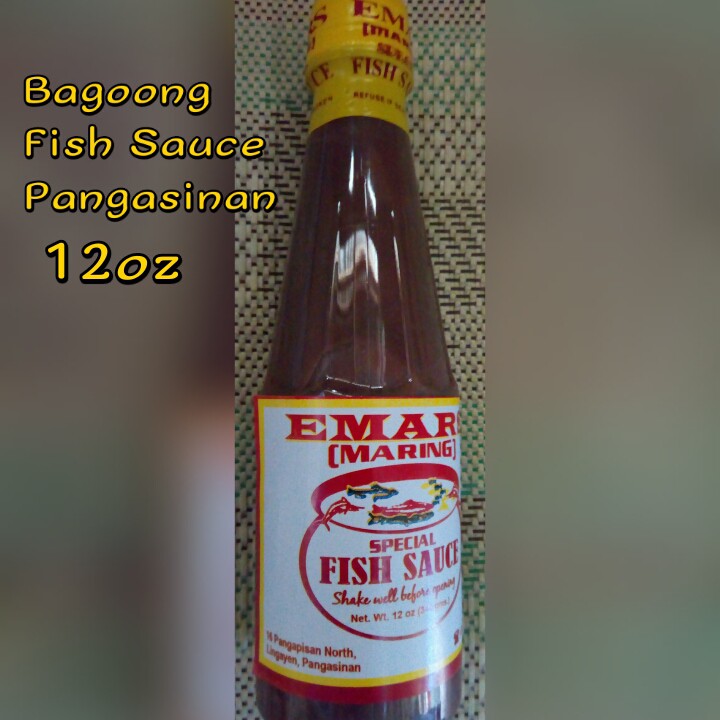 Bagoong
Fish Sauce
Pangasinan
12oz
EM
FISH
EMAR
(MARING)
SPECIAL
FISH SAUCE
Shake well before opening
Net. Wt. 12 oz
Pangapisan North,
Lingayen, Pangasinan